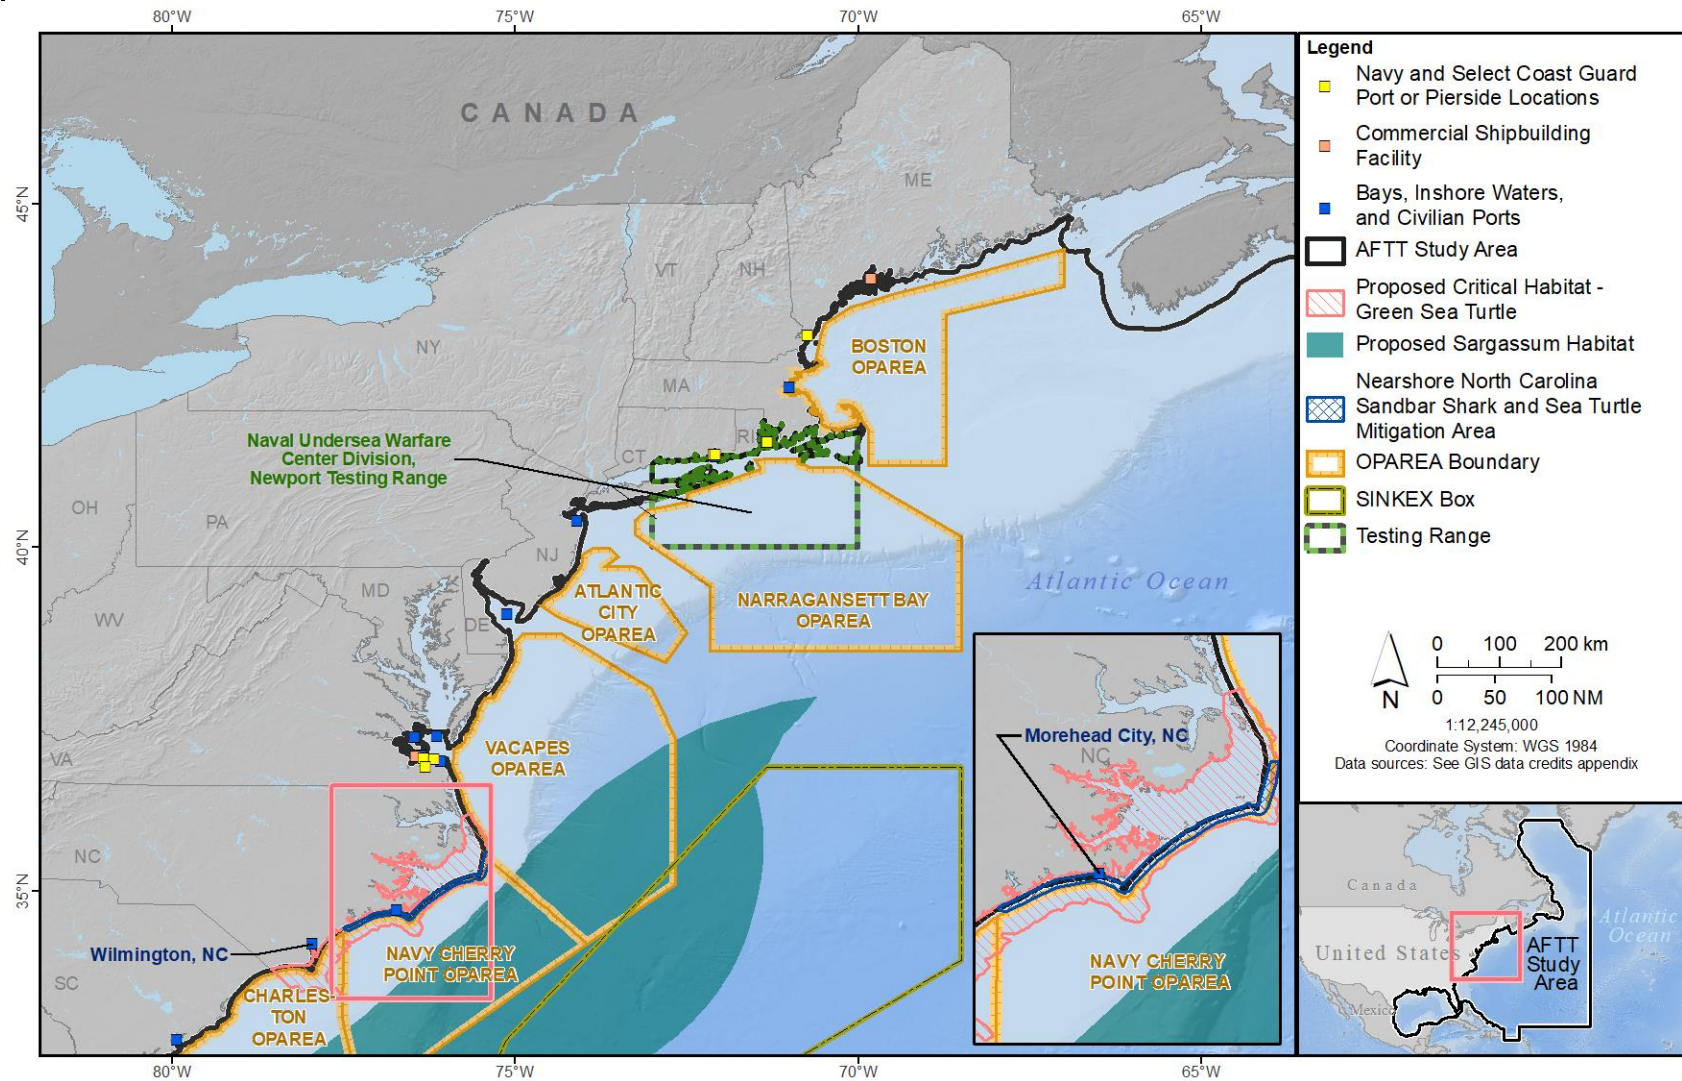 80°W
75°W
70°W
65°W
45°N
40°N
35°N
80°W
75°W
70°W
65°W
CANADA
ME
VT
NH
NY
MA
RI
CT
PA
OH
NJ
MD
DE
WV
VA
NC
SC
BOSTON
OPAREA
Naval Undersea Warfare
Center Division,
Newport Testing Range
ATLANTIC
CITY
OPAREA
NARRAGANSETT BAY
OPAREA
Atlantic Ocean
VACAPES
OPAREA
Wilmington, NC
NAVY CHERRY
POINT OPAREA
CHARLES-
TON
OPAREA
Morehead City, NC
NC
NAVY CHERRY
POINT OPAREA
Legend
Navy and Select Coast Guard
Port or Pierside Locations
Commercial Shipbuilding
Facility
Bays, Inshore Waters,
and Civilian Ports
AFTT Study Area
Proposed Critical Habitat -
Green Sea Turtle
Proposed Sargassum Habitat
Nearshore North Carolina
Sandbar Shark and Sea Turtle
Mitigation Area
OPAREA Boundary
SINKEX Box
Testing Range
N
0 100 200 km
0 50 100 NM
1:12,245,000
Coordinate System: WGS 1984
Data sources: See GIS data credits appendix
Canada
United States
Mexico
Atlantic
Ocean
AFTT
Study
Area